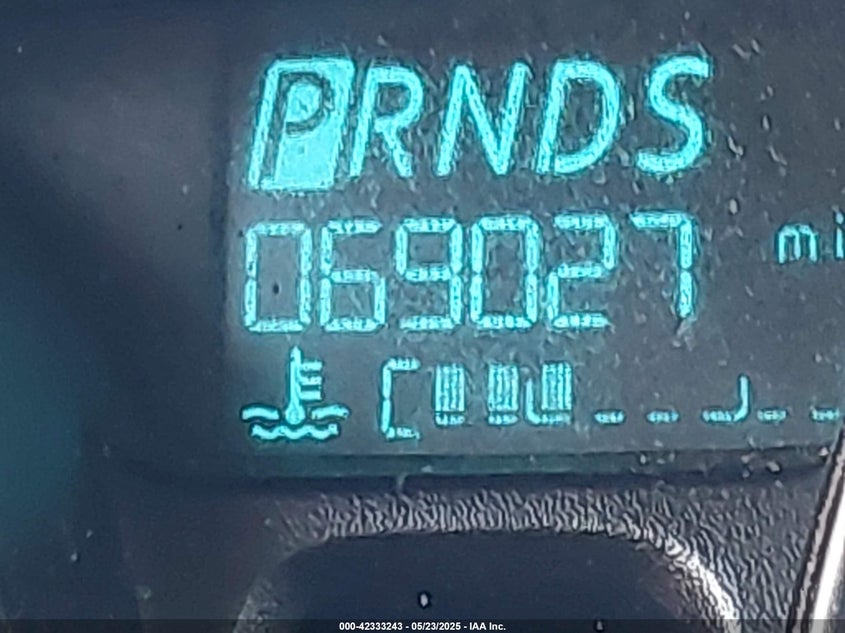 PRNDS
069027 mi
C
000-42333243 - 05/23/2025 - IAA Inc.